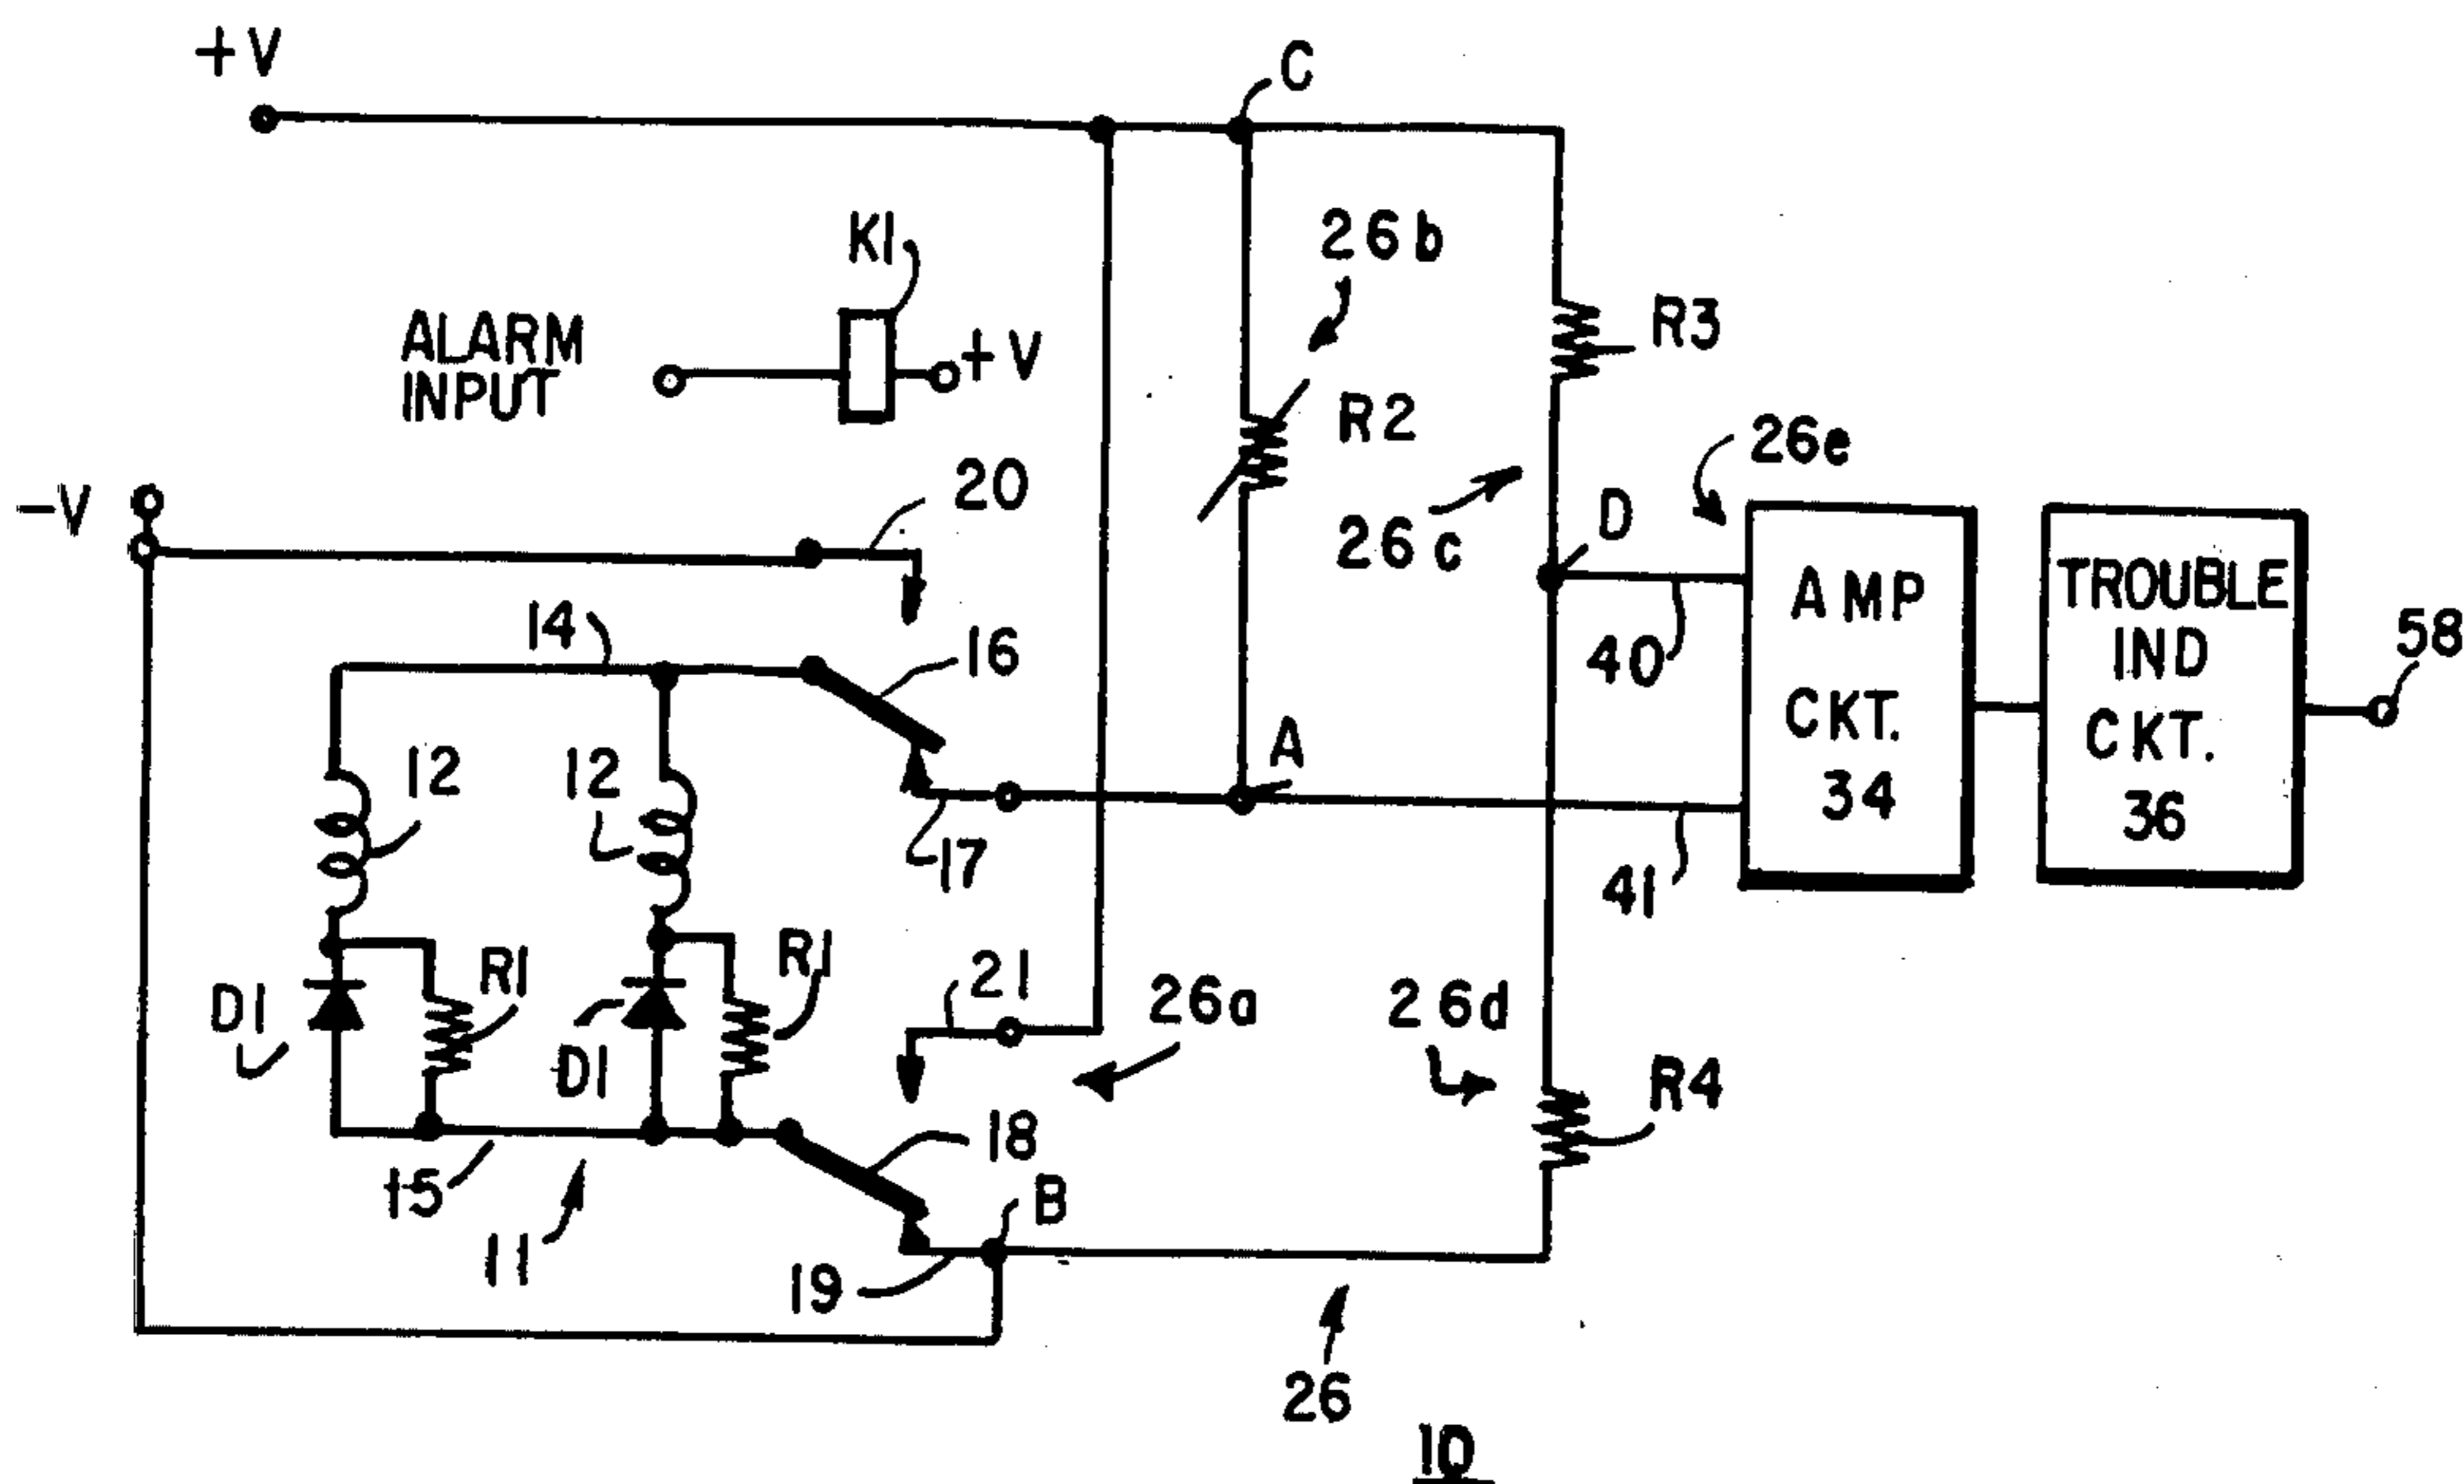 +V
C
K1
26b
ALARM
INPUT
+V
R3
R2
26e
-V
20
26c
D
14
16
40
AMP
CKT.
34
TROUBLE
IND
CKT.
36
58
12
12
A
17
41
D1
R1
D1
R1
21
26a
26d
R4
18
15
11
B
19
26
10